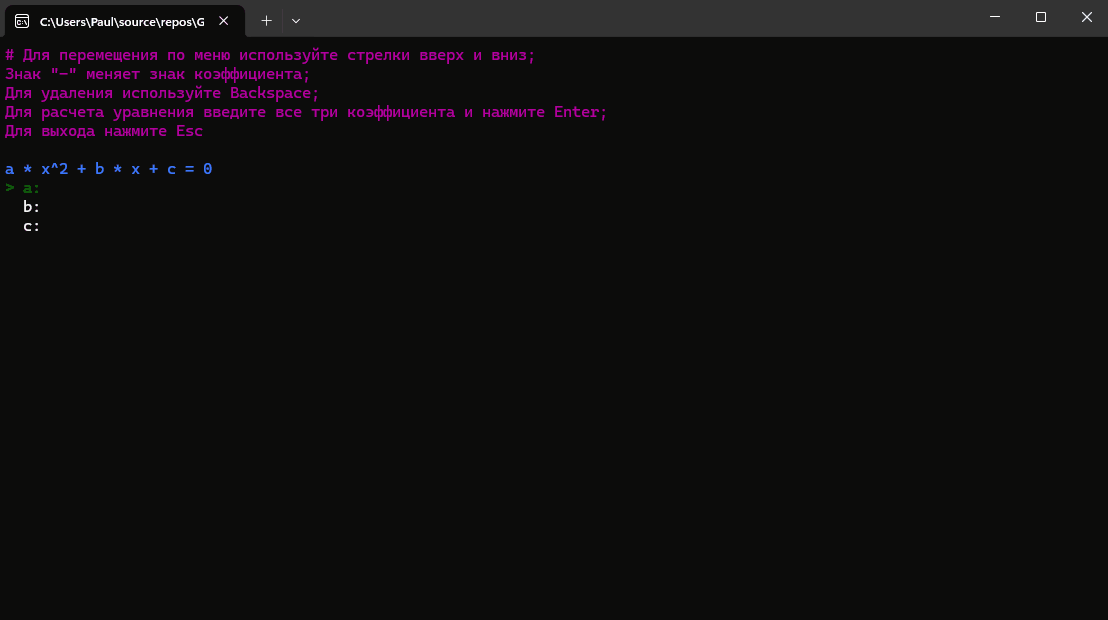 C:\Users\Paul\source\repos\G
# Для перемещения по меню используйте стрелки вверх и вниз;
Знак "-" меняет знак коэффициента;
Для удаления используйте Backspace;
Для расчета уравнения введите все три коэффициента и нажмите Enter;
Для выхода нажмите Esc
a * x^2 + b * x + c = 0
> a:
b:
c: